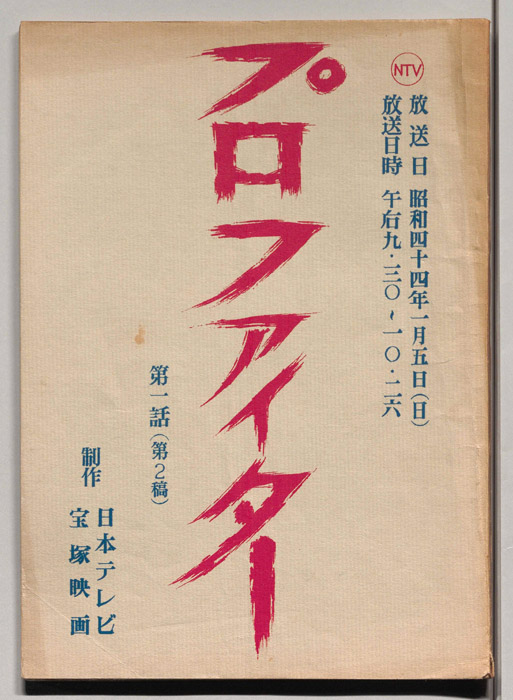 NTV
放送日 昭和四十四年一月五日(日)
放送日時 午右九・三〇~一〇・二六
プロファイター
第一話(第2稿)
制作
日本テレビ
宝塚映画